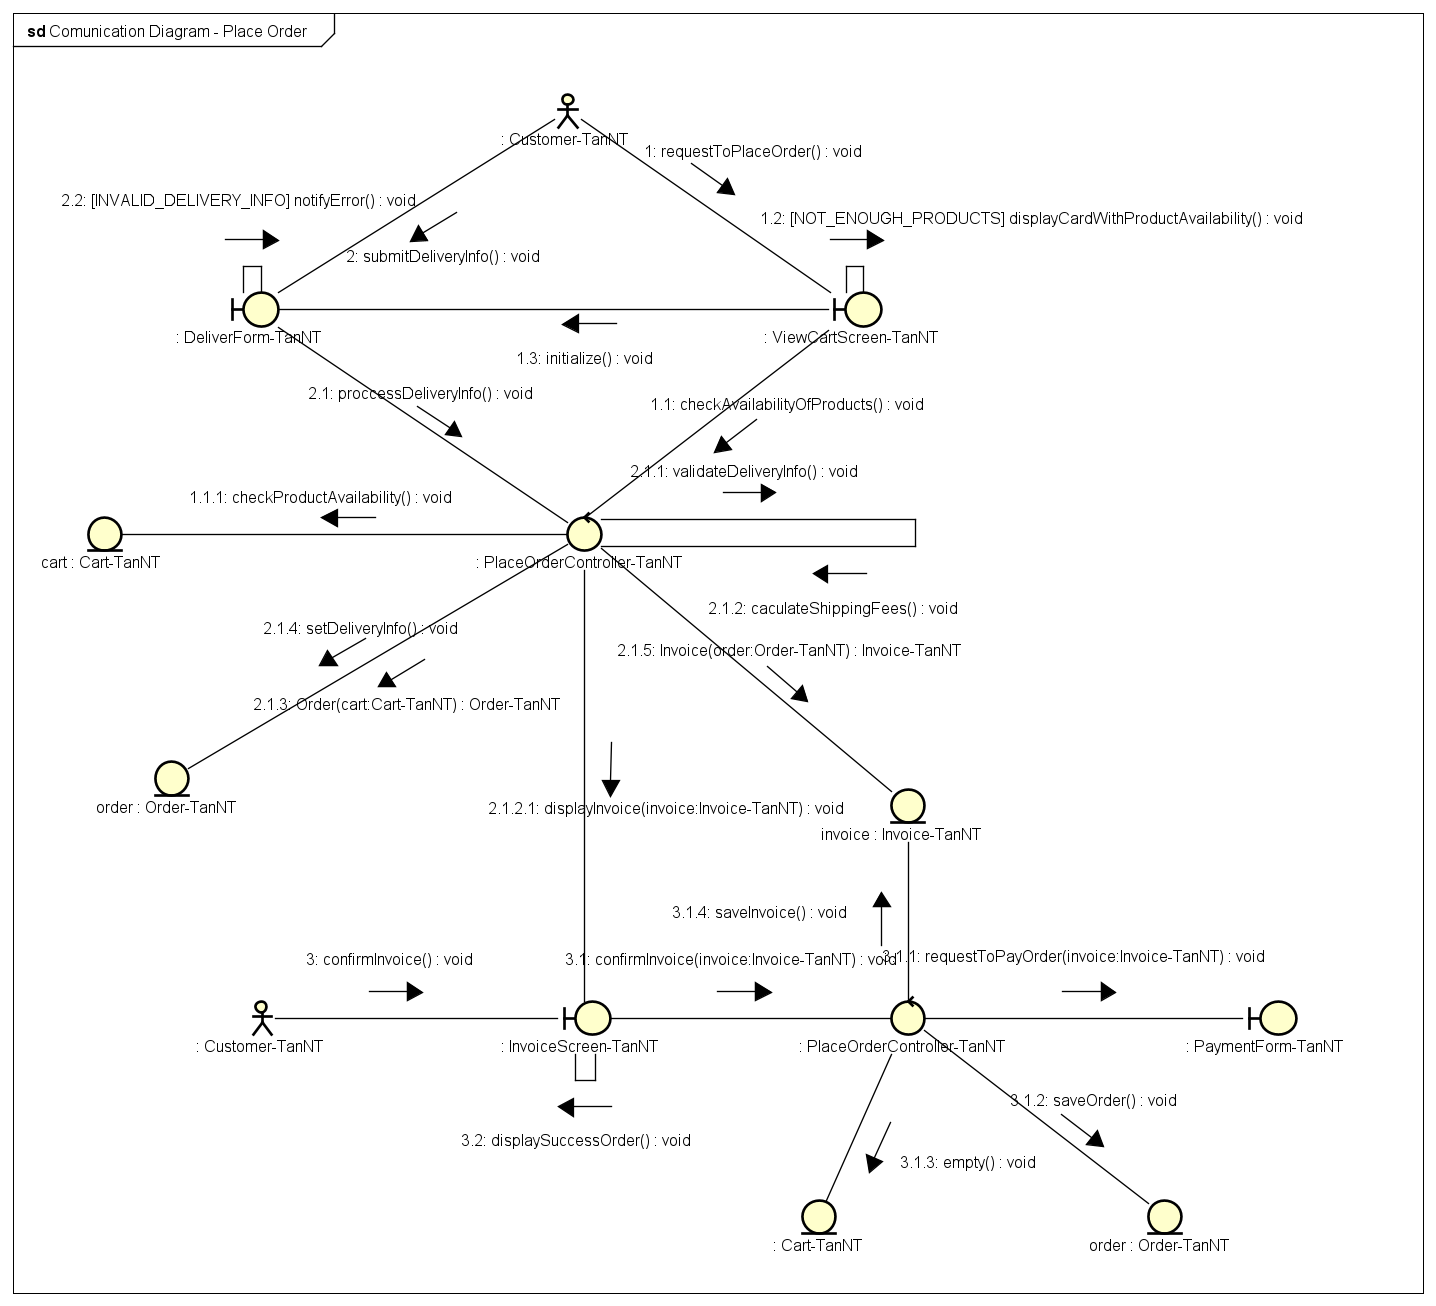 sd Comunication Diagram - Place Order
: Customer-TanNT
1: requestToPlaceOrder() : void
2.2: [INVALID_DELIVERY_INFO] notifyError() : void
1.2: [NOT_ENOUGH_PRODUCTS] displayCardWithProductAvailability() : void
2: submitDeliveryInfo() : void
: DeliverForm-TanNT
: ViewCartScreen-TanNT
1.3: initialize() : void
2.1: proccessDeliveryInfo() : void
1.1: checkAvailabilityOfProducts() : void
2.1.1: validateDeliveryInfo() : void
1.1.1: checkProductAvailability() : void
cart : Cart-TanNT
: PlaceOrderController-TanNT
2.1.2: caculateShippingFees() : void
2.1.4: setDeliveryInfo() : void
2.1.5: Invoice(order:Order-TanNT) : Invoice-TanNT
2.1.3: Order(cart:Cart-TanNT) : Order-TanNT
order : Order-TanNT
2.1.2.1: displayInvoice(invoice:Invoice-TanNT) : void
invoice : Invoice-TanNT
3.1.4: saveInvoice() : void
3: confirmInvoice() : void
3.1: confirmInvoice(invoice:Invoice-TanNT) : void
3.1.1: requestToPayOrder(invoice:Invoice-TanNT) : void
: Customer-TanNT
: InvoiceScreen-TanNT
: PlaceOrderController-TanNT
: PaymentForm-TanNT
3.1.2: saveOrder() : void
3.2: displaySuccessOrder() : void
3.1.3: empty() : void
: Cart-TanNT
order : Order-TanNT